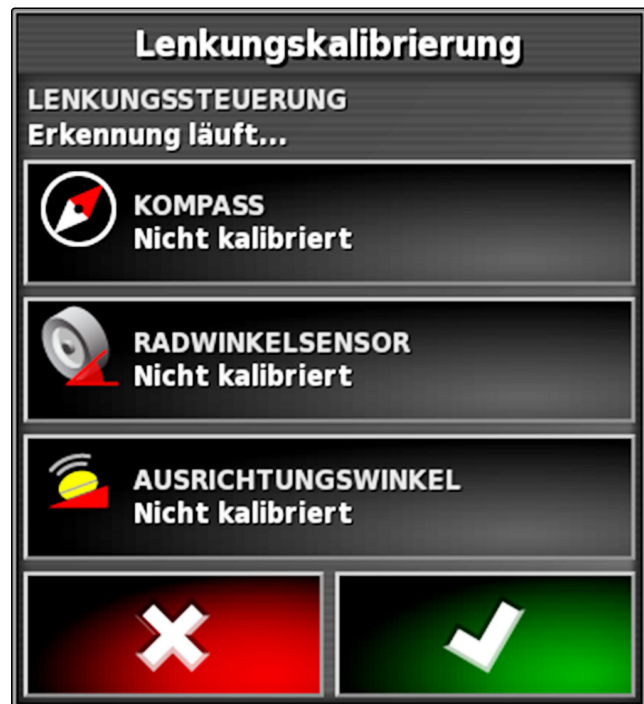 Lenkungskalibrierung
LENKUNGSSTEUERUNG
Erkennung läuft...
KOMPASS
Nicht kalibriert
RADWINKELSENSOR
Nicht kalibriert
AUSRICHTUNGSWINKEL
Nicht kalibriert